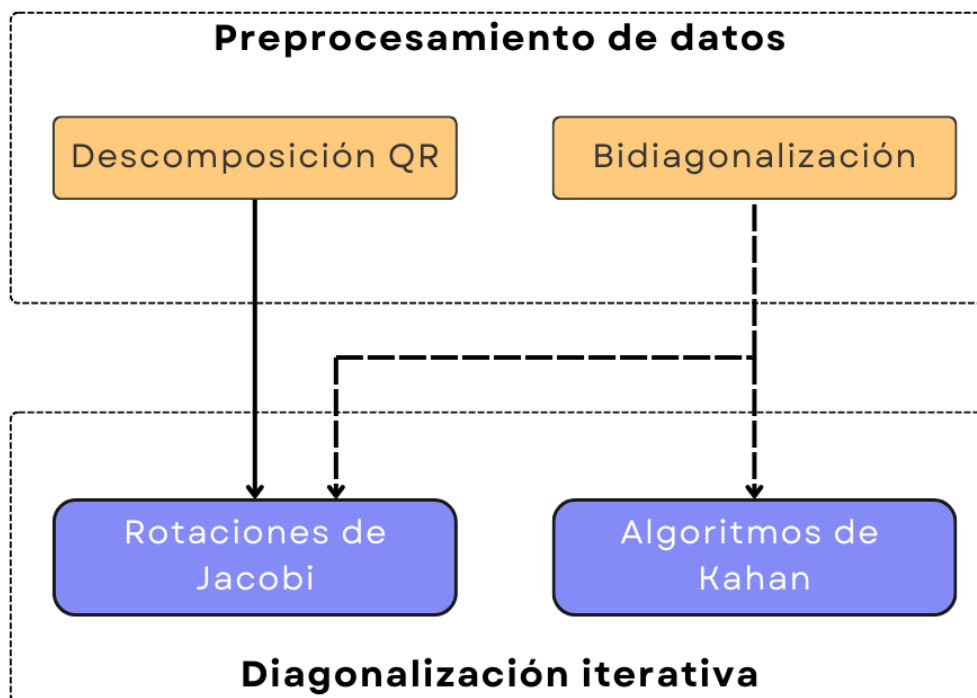 Preprocesamiento de datos
Descomposición QR
Bidiagonalización
Rotaciones de
Jacobi
Algoritmos de
Kahan
Diagonalización iterativa